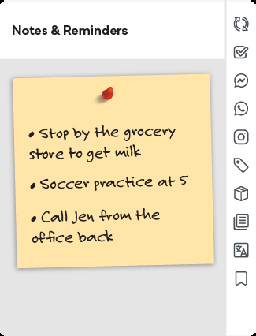 Notes & Reminders
• Stop by the grocery
store to get milk
• Soccer practice at 5
• Call Jen from the
office back